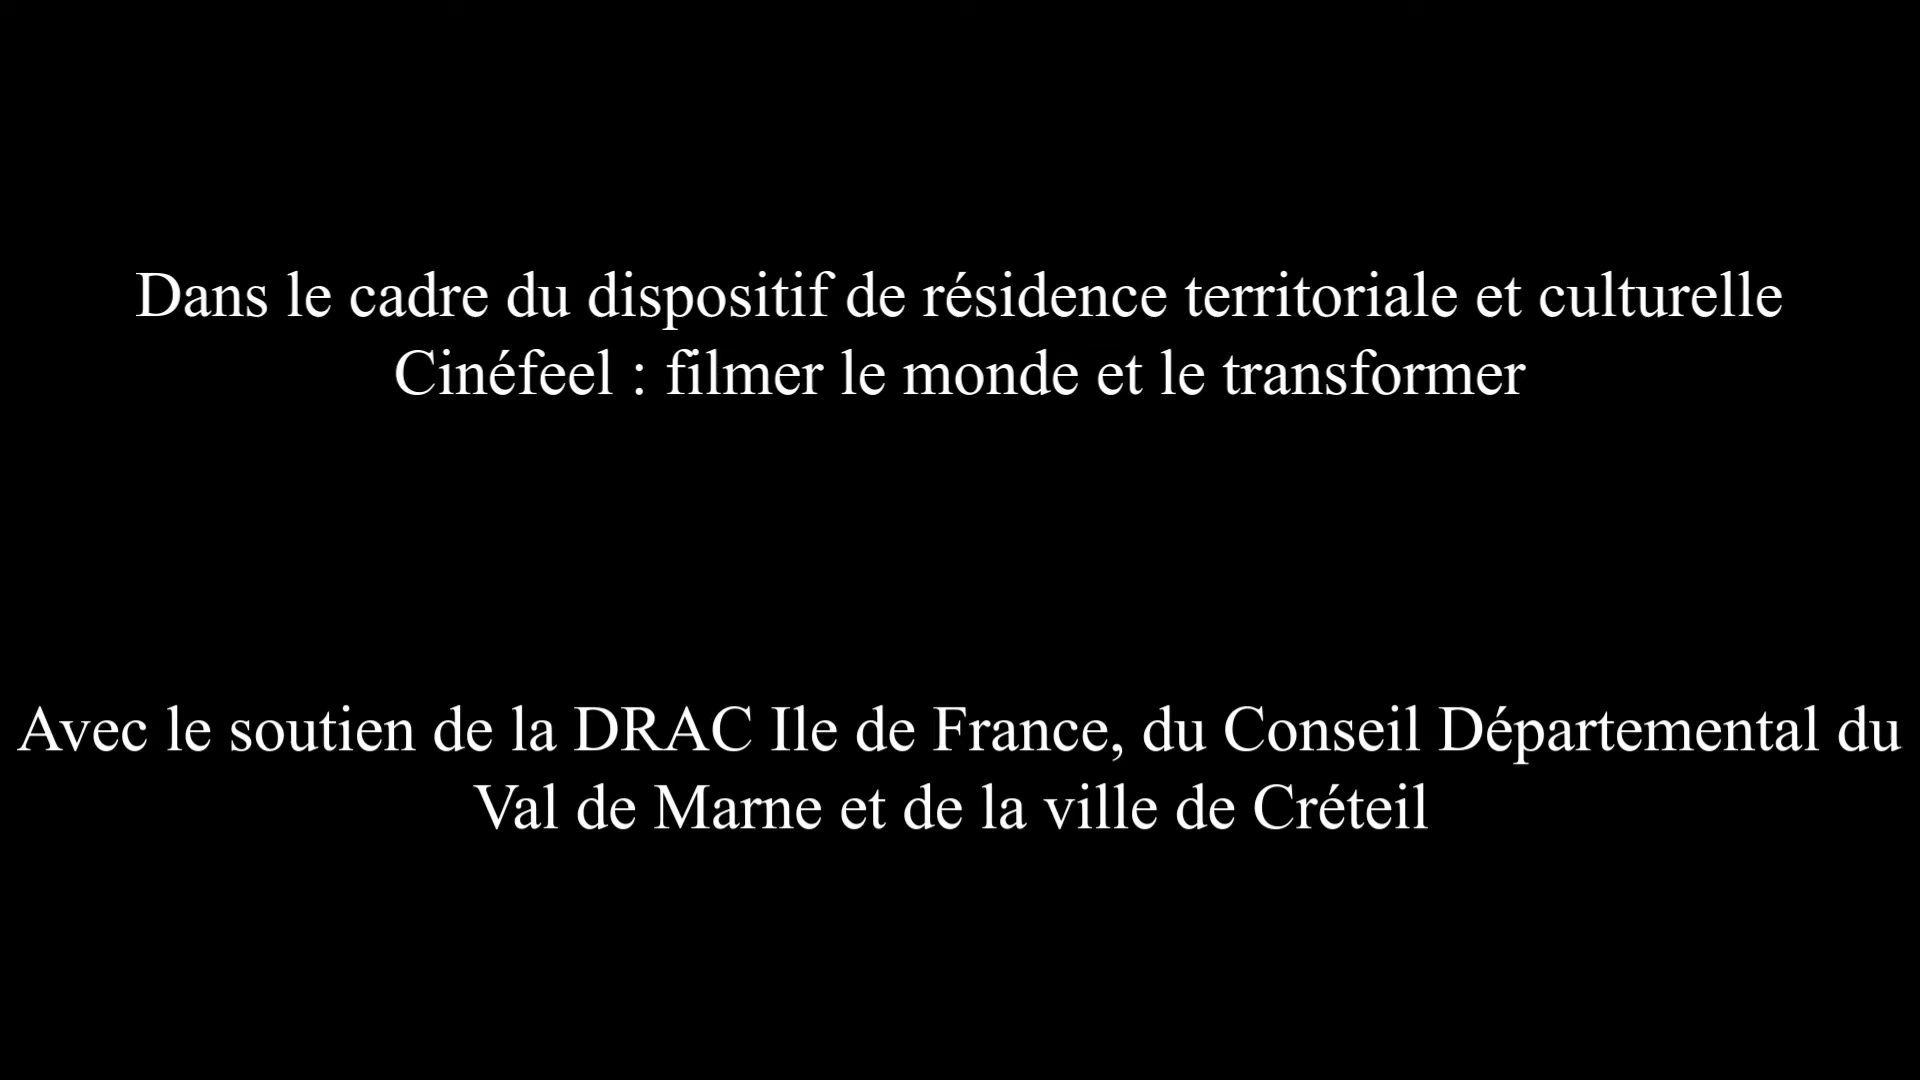 Dans le cadre du dispositif de résidence territoriale et culturelle
Cinéfeel : filmer le monde et le transformer
Avec le soutien de la DRAC Ile de France, du Conseil Départemental du
Val de Marne et de la ville de Créteil